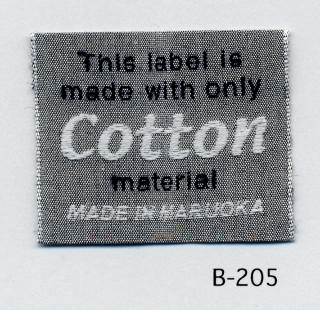 This label is
made with only
Cotton
material
MADE IN MARUOKA
B-205